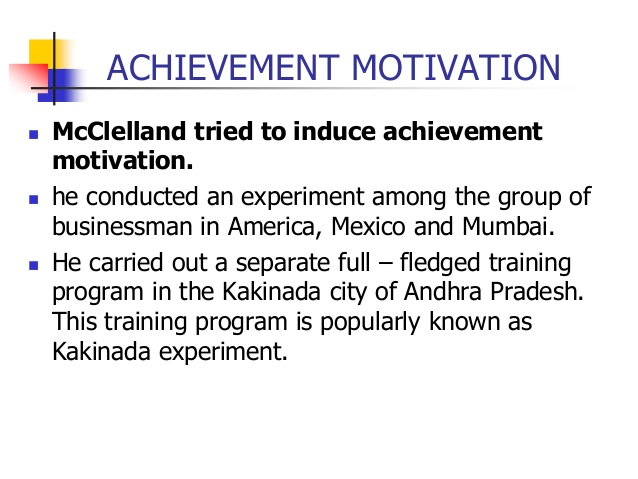 ACHIEVEMENT MOTIVATION
McClelland tried to induce achievement
motivation.
he conducted an experiment among the group of
businessman in America, Mexico and Mumbai.
He carried out a separate full – fledged training
program in the Kakinada city of Andhra Pradesh.
This training program is popularly known as
Kakinada experiment.